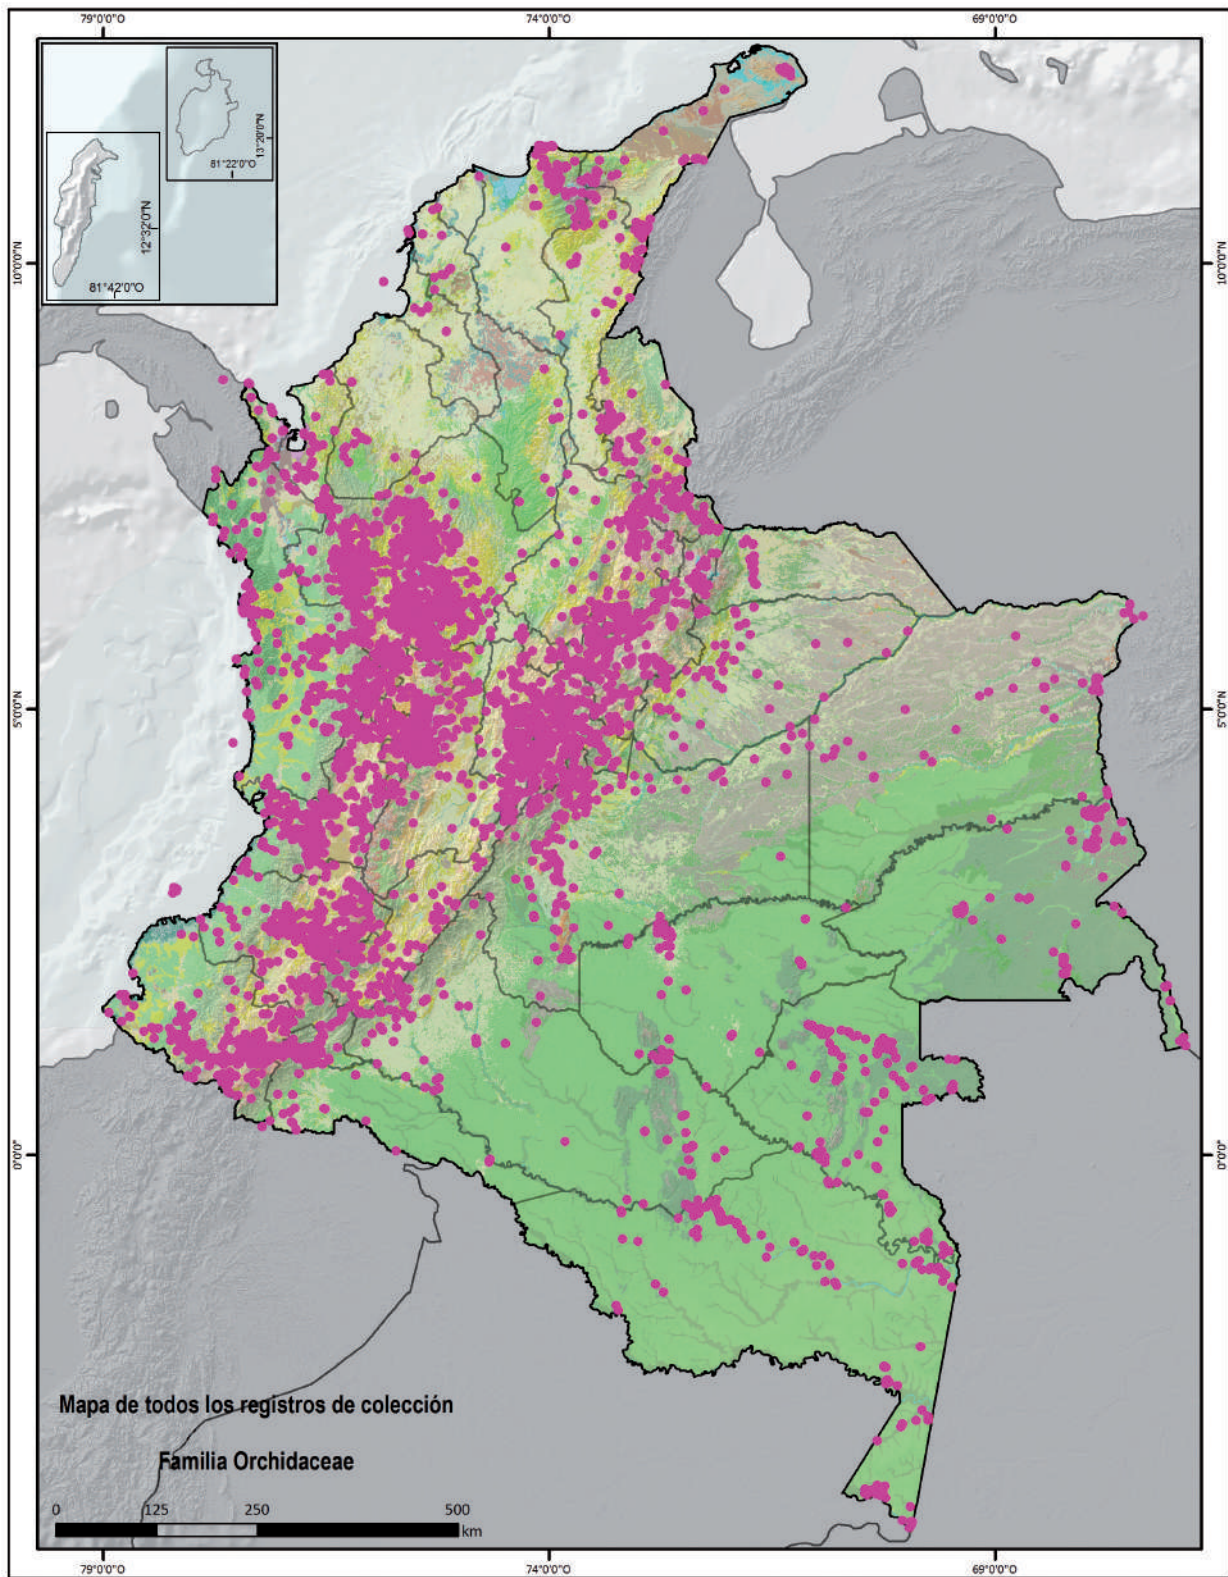 79°0'0"O 74°0'0"O 69°0'0"O
13°20'0"N
81°22'0"O
12°32'0"N
81°42'0"O
10°0'0"N 10°0'0"N
5°0'0"N 5°0'0"N
0°0'0" 0°0'0"
Mapa de todos los registros de colección
Familia Orchidaceae
0 125 250 500
km
79°0'0"O 74°0'0"O 69°0'0"O